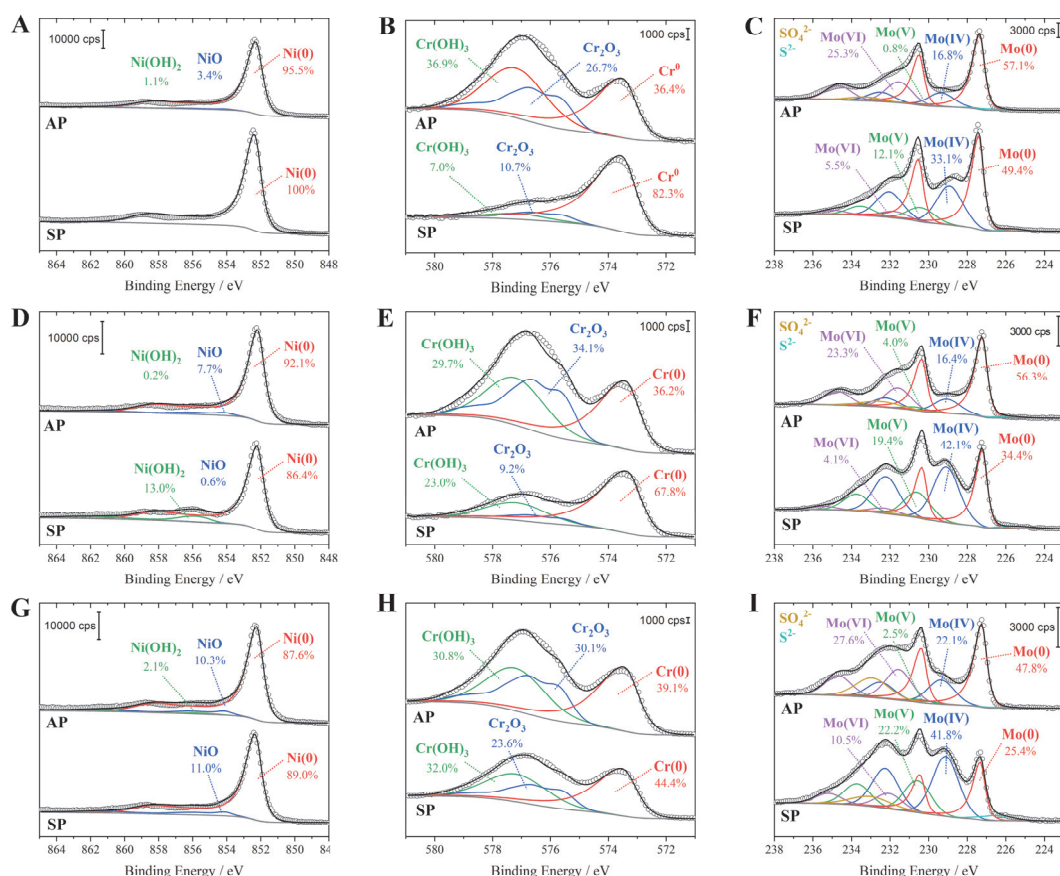 A
10000 cps
Ni(OH)2
1.1%
NiO
3.4%
Ni(0)
95.5%
AP
Ni(0)
100%
SP
864 862 860 858 856 854 852 850 848
Binding Energy / eV
B
1000 cps
Cr(OH)3
36.9%
Cr2O3
26.7%
Cr0
36.4%
AP
Cr(OH)3
7.0%
Cr2O3
10.7%
Cr0
82.3%
SP
580 578 576 574 572
Binding Energy / eV
C
3000 cps
SO42-
S2-
Mo(VI)
25.3%
Mo(V)
0.8%
Mo(IV)
16.8%
Mo(0)
57.1%
AP
Mo(VI)
5.5%
Mo(V)
12.1%
Mo(IV)
33.1%
Mo(0)
49.4%
SP
238 236 234 232 230 228 226 224
Binding Energy / eV
D
10000 cps
Ni(OH)2
0.2%
NiO
7.7%
Ni(0)
92.1%
AP
Ni(OH)2
13.0%
NiO
0.6%
Ni(0)
86.4%
SP
864 862 860 858 856 854 852 850 848
Binding Energy / eV
E
1000 cps
Cr(OH)3
29.7%
Cr2O3
34.1%
Cr(0)
36.2%
AP
Cr(OH)3
23.0%
Cr2O3
9.2%
Cr(0)
67.8%
SP
580 578 576 574 572
Binding Energy / eV
F
3000 cps
SO42-
S2-
Mo(VI)
23.3%
Mo(V)
4.0%
Mo(IV)
16.4%
Mo(0)
56.3%
AP
Mo(VI)
4.1%
Mo(V)
19.4%
Mo(IV)
42.1%
Mo(0)
34.4%
SP
238 236 234 232 230 228 226 224
Binding Energy / eV
G
10000 cps
Ni(OH)2
2.1%
NiO
10.3%
Ni(0)
87.6%
AP
NiO
11.0%
Ni(0)
89.0%
SP
864 862 860 858 856 854 852 850 848
Binding Energy / eV
H
1000 cps
Cr(OH)3
30.8%
Cr2O3
30.1%
Cr(0)
39.1%
AP
Cr(OH)3
32.0%
Cr2O3
23.6%
Cr(0)
44.4%
SP
580 578 576 574 572
Binding Energy / eV
I
3000 cps
SO42-
S2-
Mo(VI)
27.6%
Mo(V)
2.5%
Mo(IV)
22.1%
Mo(0)
47.8%
AP
Mo(VI)
10.5%
Mo(V)
22.2%
Mo(IV)
41.8%
Mo(0)
25.4%
SP
238 236 234 232 230 228 226 224
Binding Energy / eV